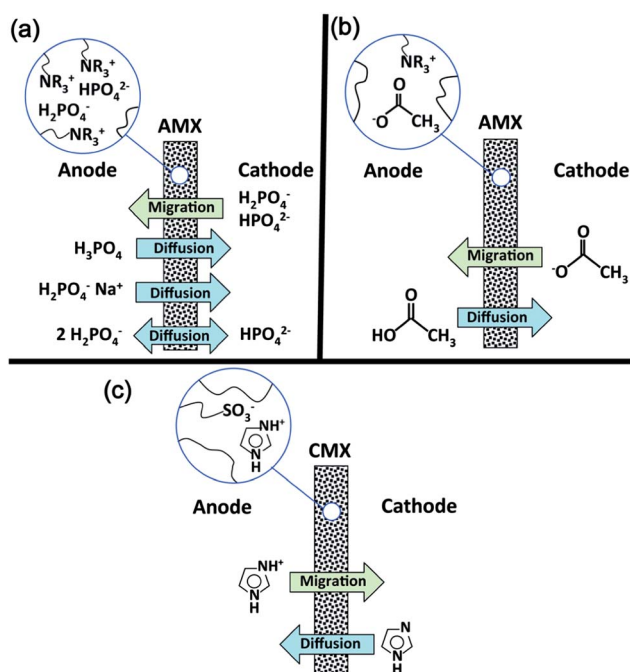 (a)
NR₃⁺
NR₃⁺ HPO₄²⁻
H₂PO₄⁻
NR₃⁺
AMX
Anode
Cathode
Migration
H₂PO₄⁻
HPO₄²⁻
H₃PO₄
Diffusion
H₂PO₄⁻ Na⁺
Diffusion
2 H₂PO₄⁻
Diffusion
HPO₄²⁻
(b)
NR₃⁺
O
⁻O
CH₃
AMX
Anode
Cathode
Migration
O
⁻O
CH₃
O
HO
CH₃
Diffusion
(c)
SO₃⁻
NH⁺
N
H
CMX
Anode
Cathode
NH⁺
N
H
Migration
Diffusion
N
N
H